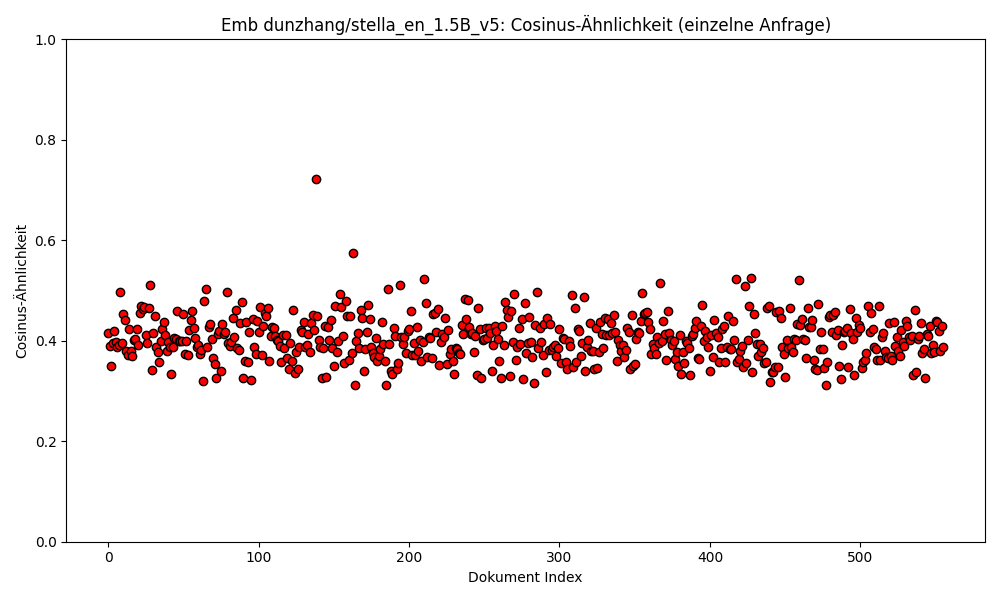 Emb dunzhang/stella_en_1.5B_v5: Cosinus-Ähnlichkeit (einzelne Anfrage)
1.0
0.8
0.6
0.4
0.2
0.0
Cosinus-Ähnlichkeit
0 100 200 300 400 500
Dokument Index